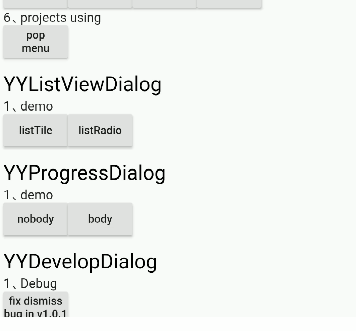 6、projects using
pop
menu
YYListViewDialog
1、demo
listTile listRadio
YYProgressDialog
1、demo
nobody body
YYDevelopDialog
1、Debug
fix dismiss
bug in v1.0.1